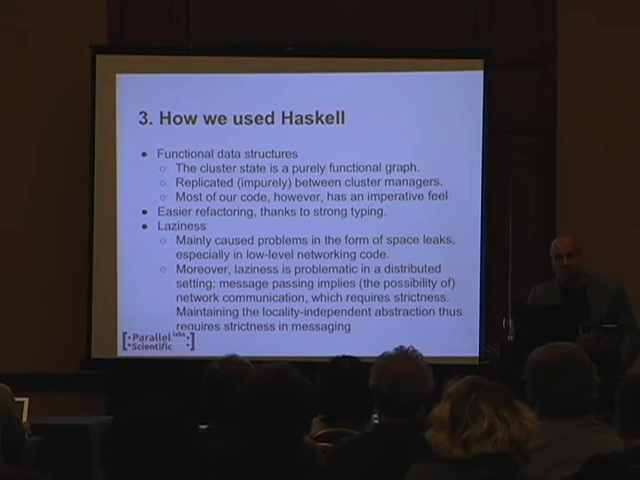 3. How we used Haskell
● Functional data structures
○ The cluster state is a purely functional graph.
○ Replicated (impurely) between cluster managers.
○ Most of our code, however, has an imperative feel
● Easier refactoring, thanks to strong typing.
● Laziness
○ Mainly caused problems in the form of space leaks,
especially in low-level networking code.
○ Moreover, laziness is problematic in a distributed
setting: message passing implies (the possibility of)
network communication, which requires strictness.
Maintaining the locality-independent abstraction thus
requires strictness in messaging
[•Parallel labs•]
[•Scientific •]